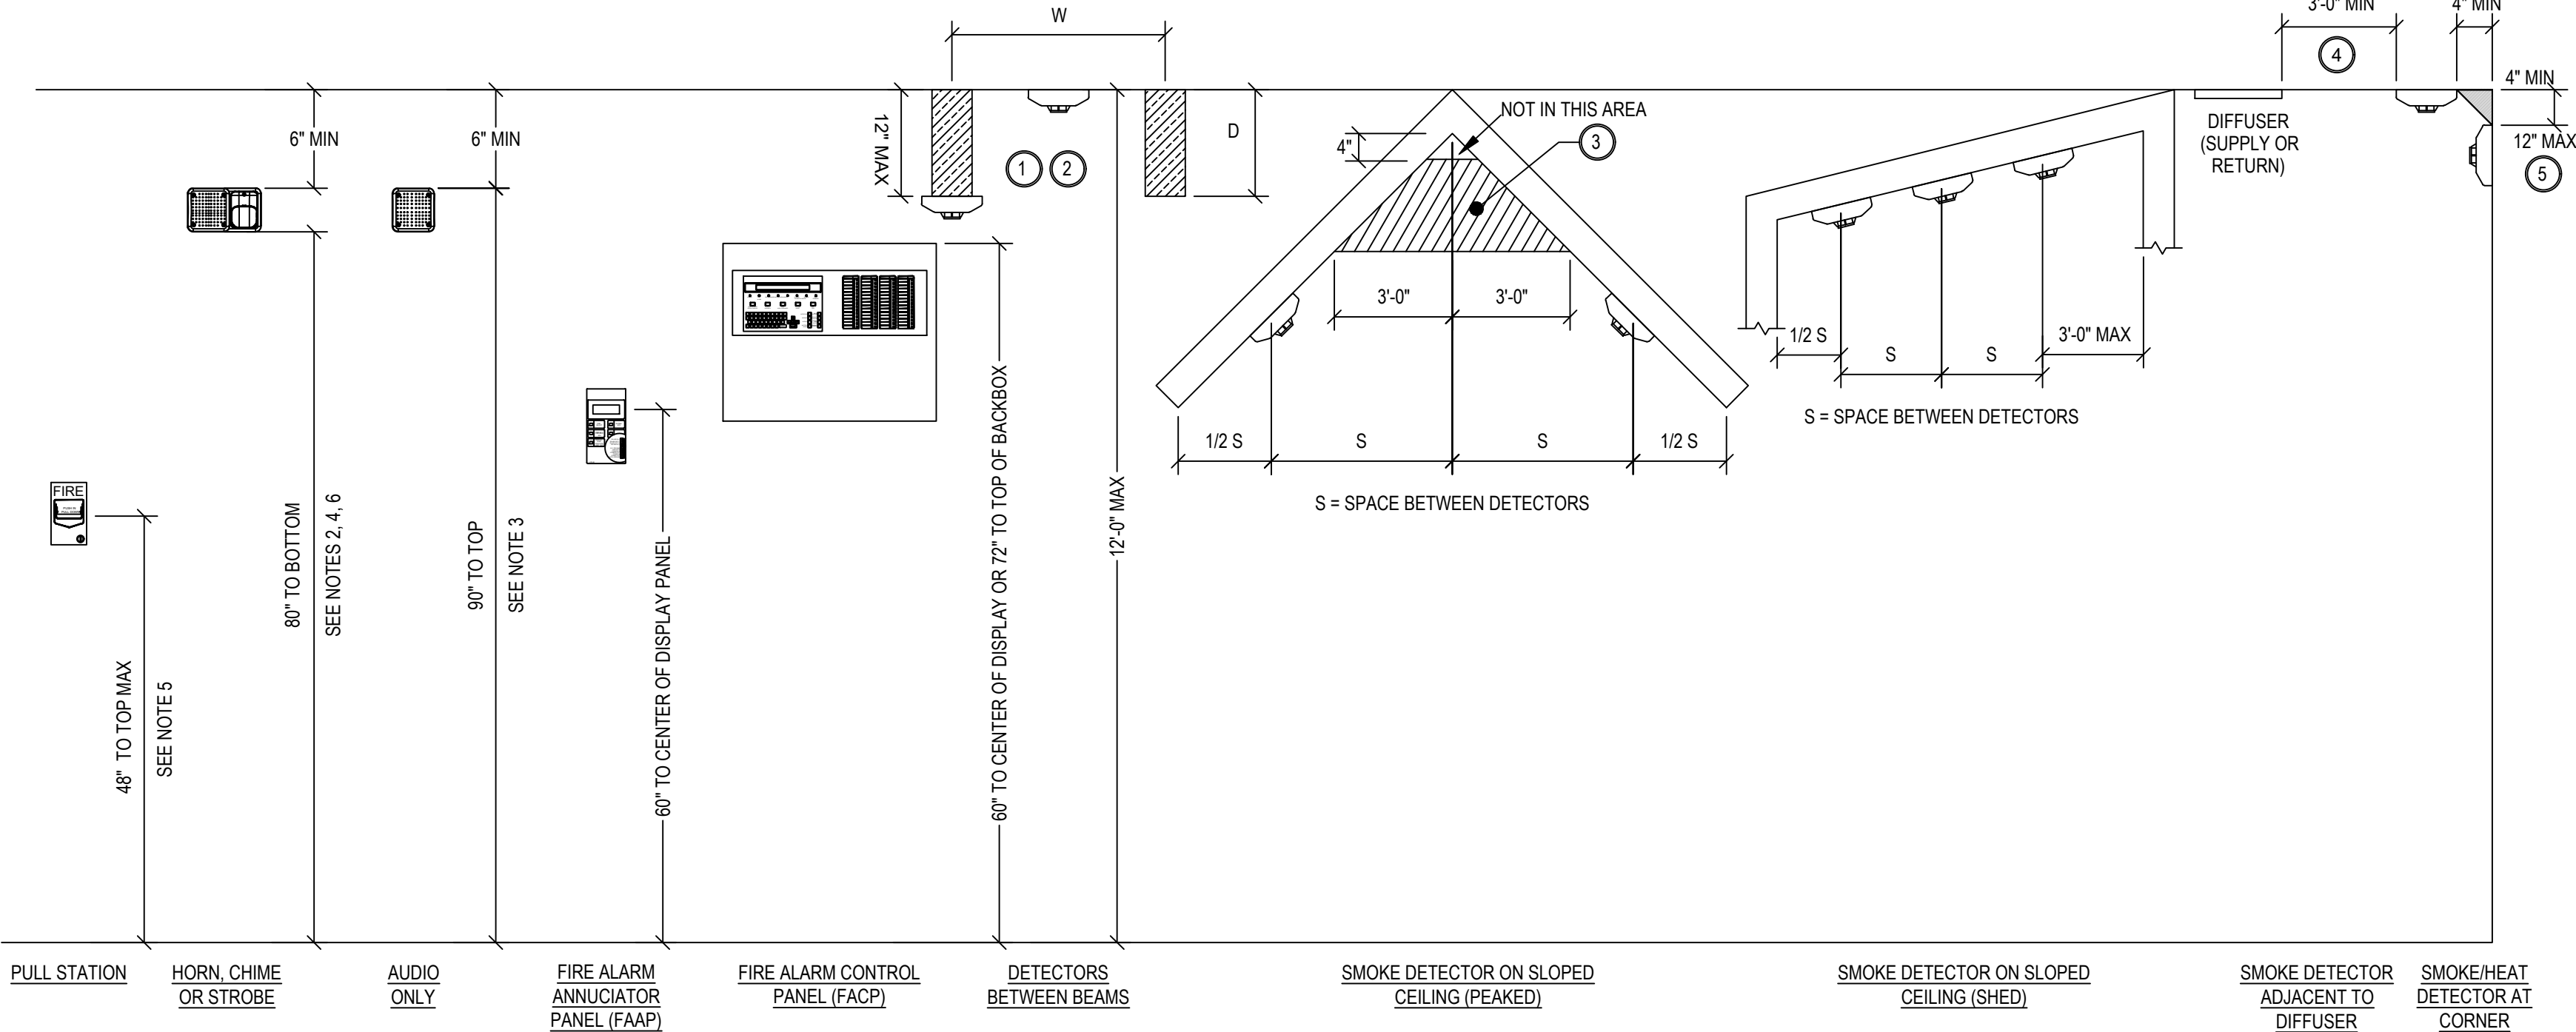 W
3'-0" MIN
4" MIN
4
4" MIN
12" MAX
5
6" MIN
6" MIN
12" MAX
D
1
2
NOT IN THIS AREA
4"
3
DIFFUSER
(SUPPLY OR
RETURN)
3'-0"
3'-0"
1/2 S
S
S
3'-0" MAX
S = SPACE BETWEEN DETECTORS
1/2 S
S
S
1/2 S
S = SPACE BETWEEN DETECTORS
FIRE
48" TO TOP MAX
SEE NOTE 5
80" TO BOTTOM
SEE NOTES 2, 4, 6
90" TO TOP
SEE NOTE 3
60" TO CENTER OF DISPLAY PANEL
60" TO CENTER OF DISPLAY OR 72" TO TOP OF BACKBOX
12'-0" MAX
PULL STATION
HORN, CHIME
OR STROBE
AUDIO
ONLY
FIRE ALARM
ANNUCIATOR
PANEL (FAAP)
FIRE ALARM CONTROL
PANEL (FACP)
DETECTORS
BETWEEN BEAMS
SMOKE DETECTOR ON SLOPED
CEILING (PEAKED)
SMOKE DETECTOR ON SLOPED
CEILING (SHED)
SMOKE DETECTOR
ADJACENT TO
DIFFUSER
SMOKE/HEAT
DETECTOR AT
CORNER